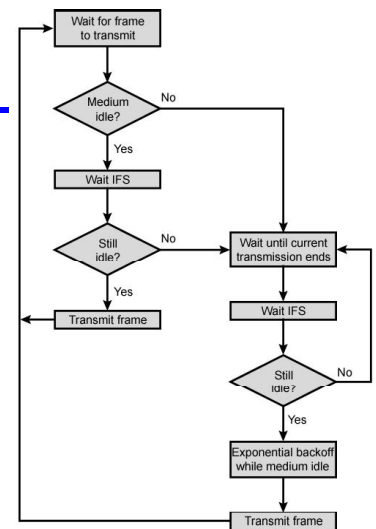 Wait for frame
to transmit
Medium
idle?
No
Yes
Wait IFS
Still
idle?
No
Yes
Transmit frame
Wait until current
transmission ends
Wait IFS
Still
idle?
No
Yes
Exponential backoff
while medium idle
Transmit frame